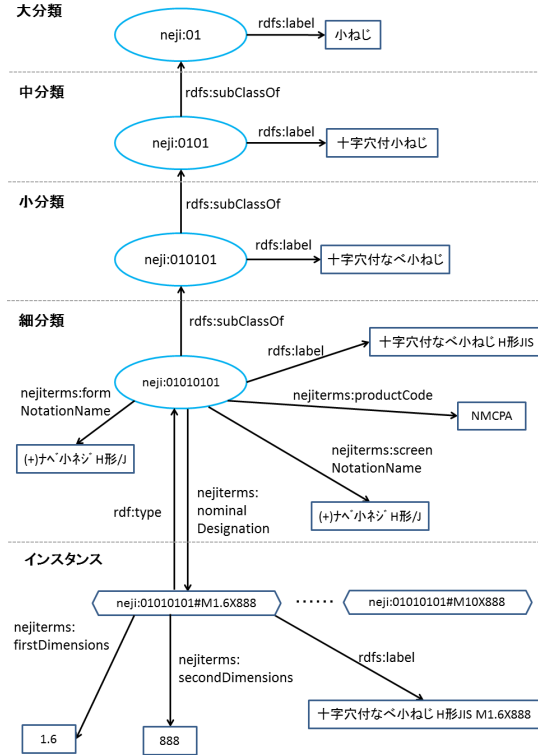 大分類
neji:01
rdfs:label
小ねじ
rdfs:subClassOf
中分類
neji:0101
rdfs:label
十字穴付小ねじ
rdfs:subClassOf
小分類
neji:010101
rdfs:label
十字穴付なべ小ねじ
rdfs:subClassOf
細分類
rdfs:label
十字穴付なべ小ねじ H形JIS
neji:01010101
nejiterms:form
NotationName
nejiterms:productCode
NMCPA
(+)ﾅﾍﾞ小ﾈｼﾞ H形/J
nejiterms:screen
NotationName
(+)ﾅﾍﾞ小ﾈｼﾞ H形/J
rdf:type
nejiterms:
nominal
Designation
インスタンス
neji:01010101#M1.6X888
・・・・・・
neji:01010101#M10X888
nejiterms:
firstDimensions
nejiterms:
secondDimensions
rdfs:label
1.6
888
十字穴付なべ小ねじ H形JIS M1.6X888